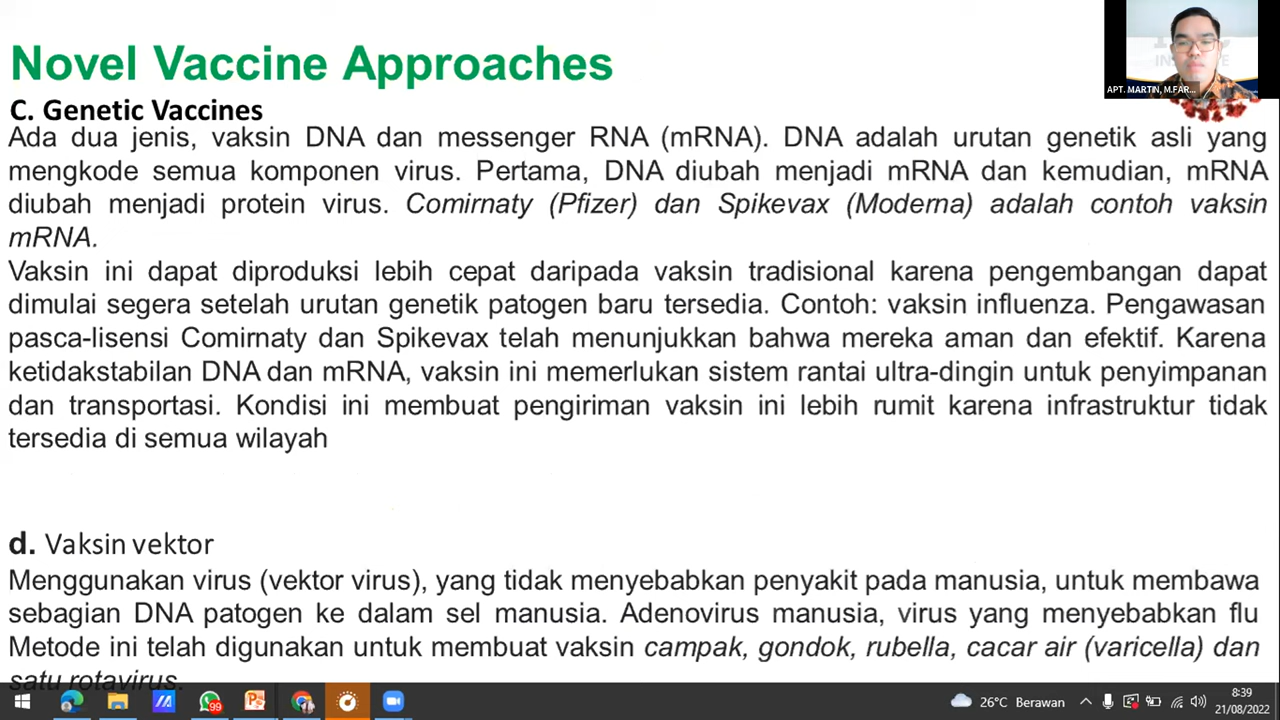 Novel Vaccine Approaches
APT. MARTIN, M.FAR...
C. Genetic Vaccines
Ada dua jenis, vaksin DNA dan messenger RNA (mRNA). DNA adalah urutan genetik asli yang
mengkode semua komponen virus. Pertama, DNA diubah menjadi mRNA dan kemudian, mRNA
diubah menjadi protein virus. Comirnaty (Pfizer) dan Spikevax (Moderna) adalah contoh vaksin
mRNA.
Vaksin ini dapat diproduksi lebih cepat daripada vaksin tradisional karena pengembangan dapat
dimulai segera setelah urutan genetik patogen baru tersedia. Contoh: vaksin influenza. Pengawasan
pasca-lisensi Comirnaty dan Spikevax telah menunjukkan bahwa mereka aman dan efektif. Karena
ketidakstabilan DNA dan mRNA, vaksin ini memerlukan sistem rantai ultra-dingin untuk penyimpanan
dan transportasi. Kondisi ini membuat pengiriman vaksin ini lebih rumit karena infrastruktur tidak
tersedia di semua wilayah
d. Vaksin vektor
Menggunakan virus (vektor virus), yang tidak menyebabkan penyakit pada manusia, untuk membawa
sebagian DNA patogen ke dalam sel manusia. Adenovirus manusia, virus yang menyebabkan flu
Metode ini telah digunakan untuk membuat vaksin campak, gondok, rubella, cacar air (varicella) dan
satu rotavirus.
99
26°C Berawan
8:39
21/08/2022